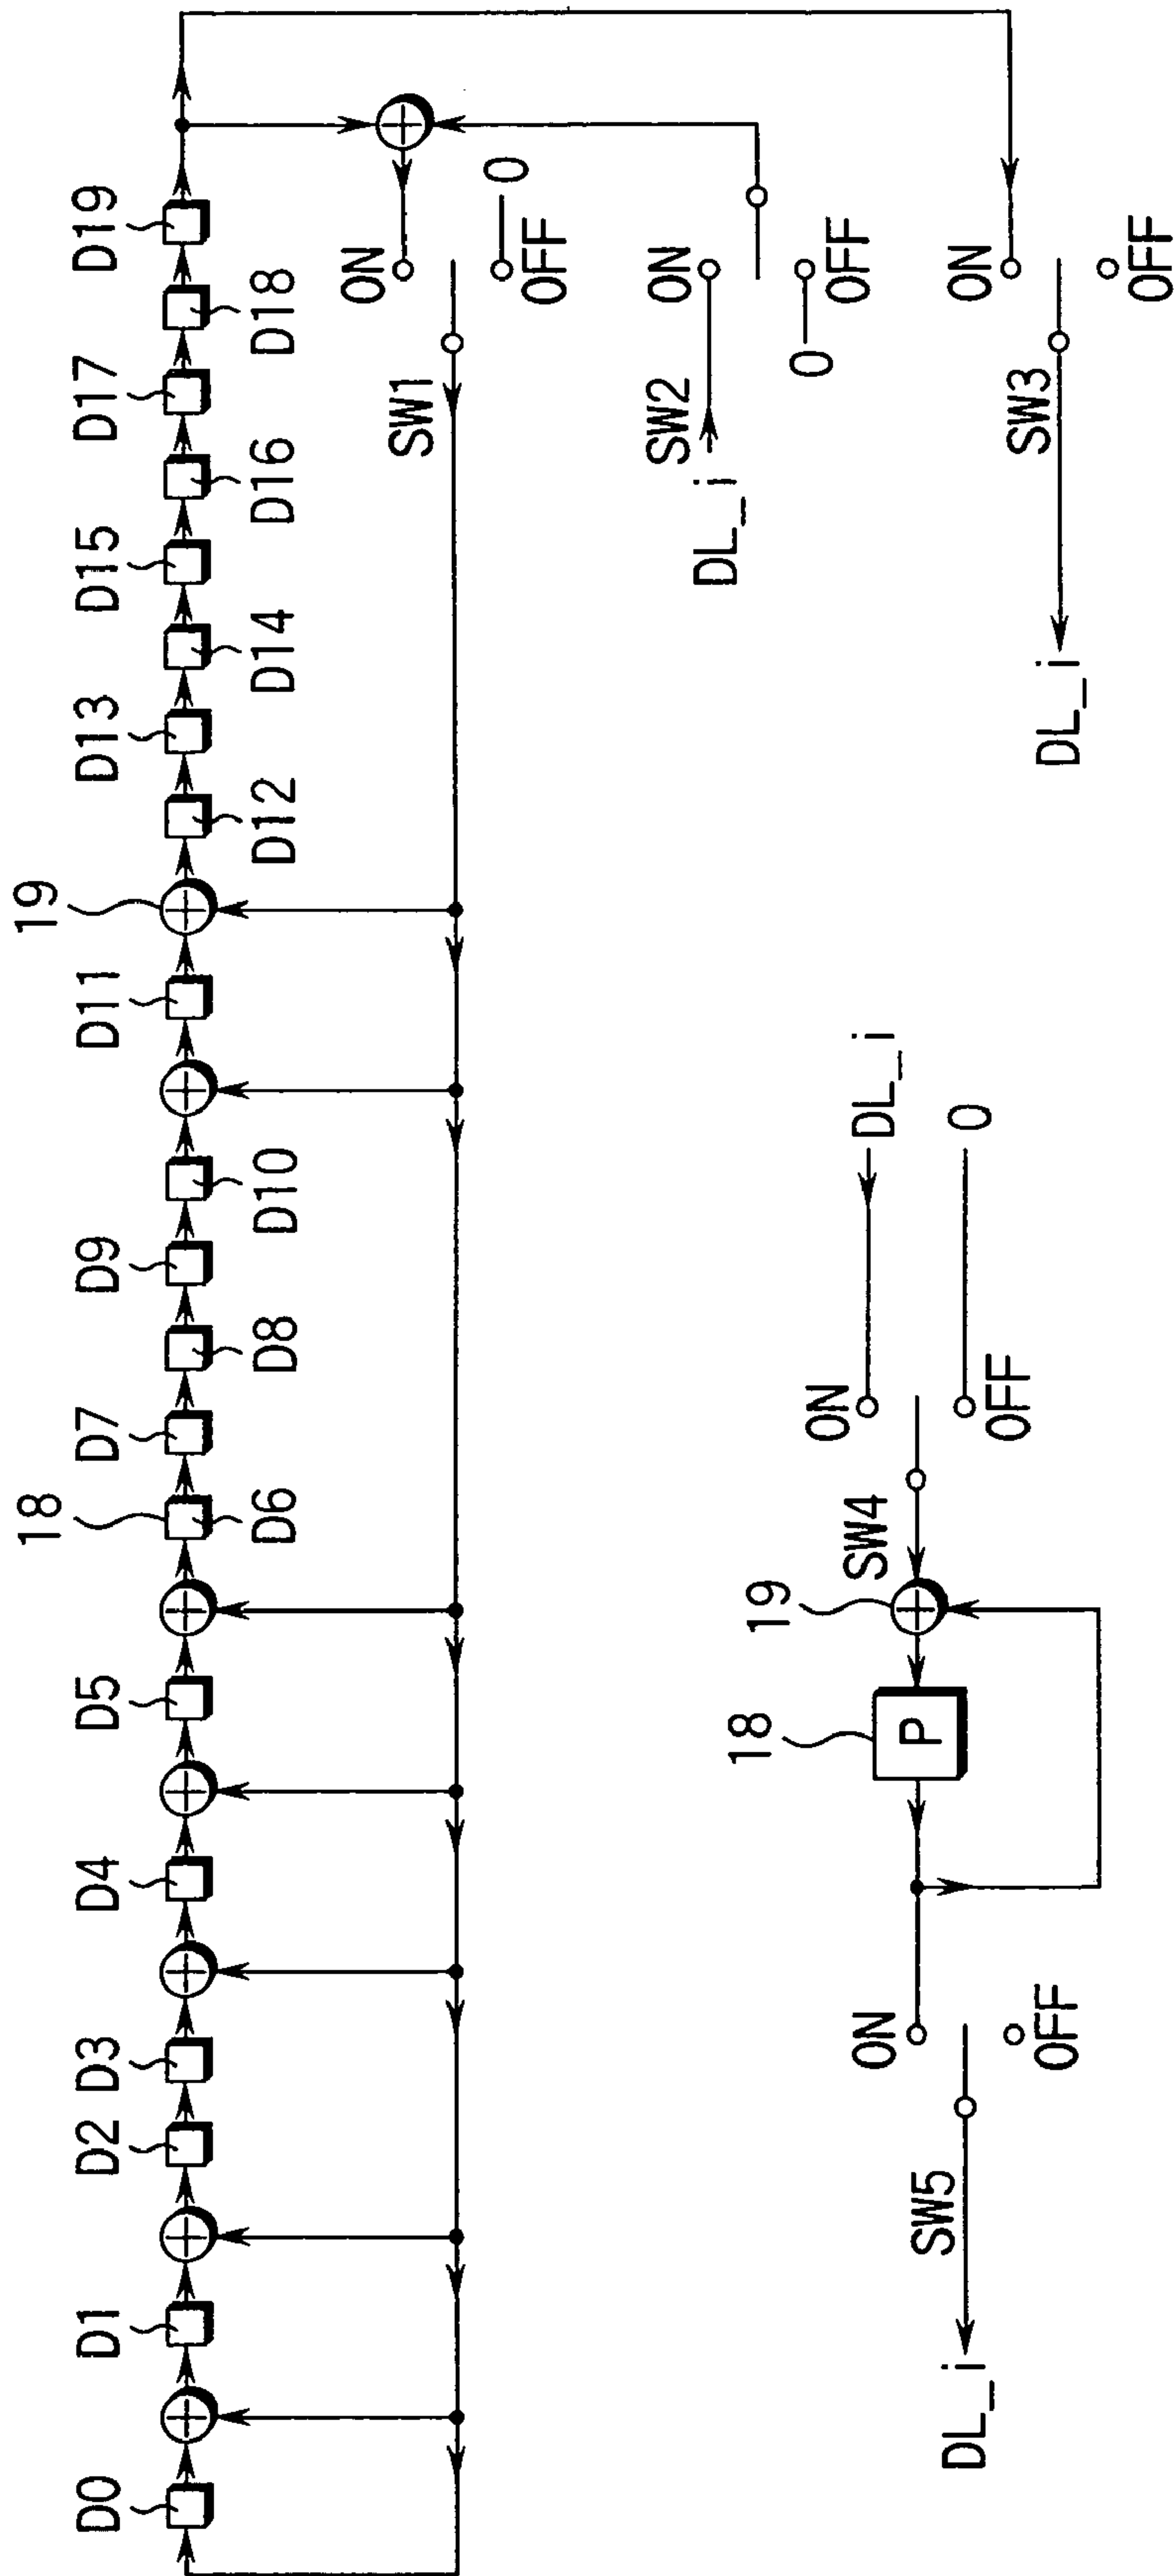 D0
D1
D2
D3
D4
D5
18
D6
D7
D8
D9
D10
D11
19
D12
D13
D14
D15
D16
D17
D18
D19
SW1
ON
0
OFF
DL_i
SW2
ON
0
OFF
DL_i
SW3
ON
OFF
DL_i
SW5
ON
OFF
18
P
19
SW4
ON
OFF
DL_i
0